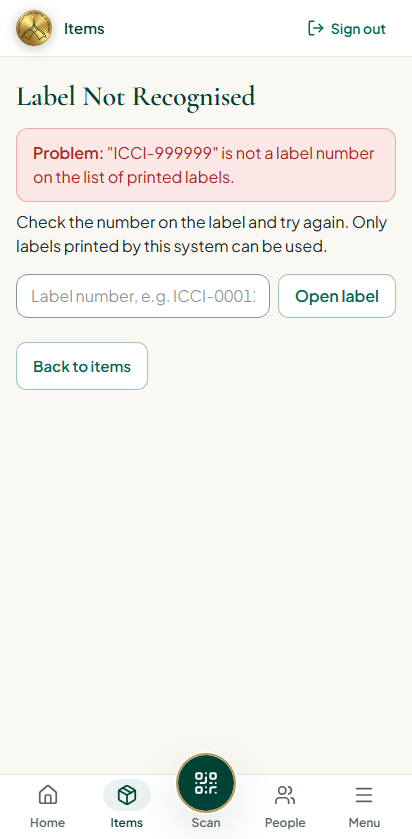 Items
Sign out
Label Not Recognised
Problem: "ICCI-999999" is not a label number
on the list of printed labels.
Check the number on the label and try again. Only
labels printed by this system can be used.
Label number, e.g. ICCI-0001
Open label
Back to items
Home
Items
Scan
People
Menu